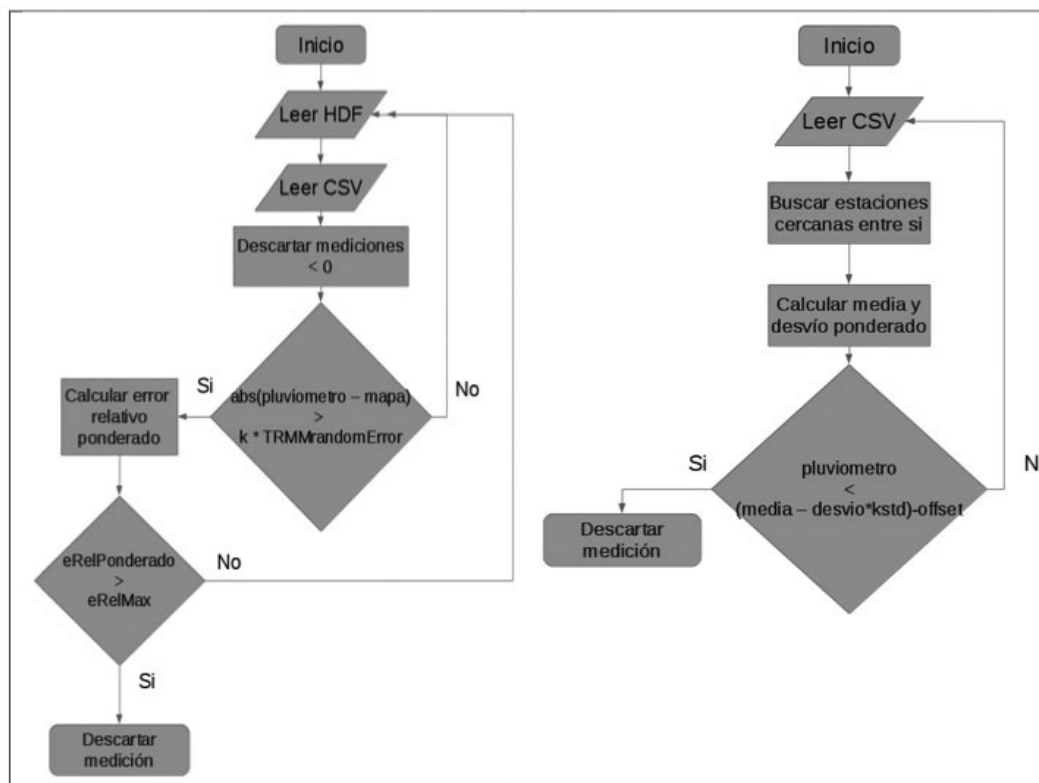 Inicio
Leer HDF
Leer CSV
Descartar mediciones
< 0
abs(pluviometro – mapa)
>
k * TRMMrandomError
Si
No
Calcular error
relativo
ponderado
eRelPonderado
>
eRelMax
No
Si
Descartar
medición
Inicio
Leer CSV
Buscar estaciones
cercanas entre si
Calcular media y
desvío ponderado
pluviometro
<
(media – desvio*kstd)-offset
Si
N
Descartar
medición